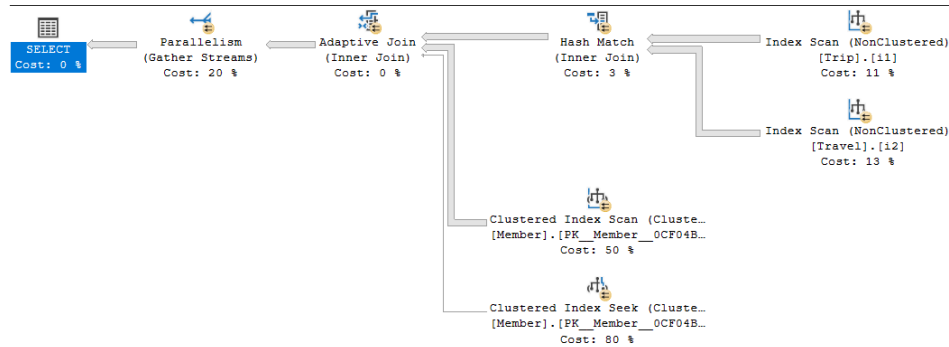 SELECT
Cost: 0 %
Parallelism
(Gather Streams)
Cost: 20 %
Adaptive Join
(Inner Join)
Cost: 0 %
Hash Match
(Inner Join)
Cost: 3 %
Index Scan (NonClustered)
[Trip].[i1]
Cost: 11 %
Index Scan (NonClustered)
[Travel].[i2]
Cost: 13 %
Clustered Index Scan (Cluste…
[Member].[PK__Member__0CF04B…
Cost: 50 %
Clustered Index Seek (Cluste…
[Member].[PK__Member__0CF04B…
Cost: 80 %